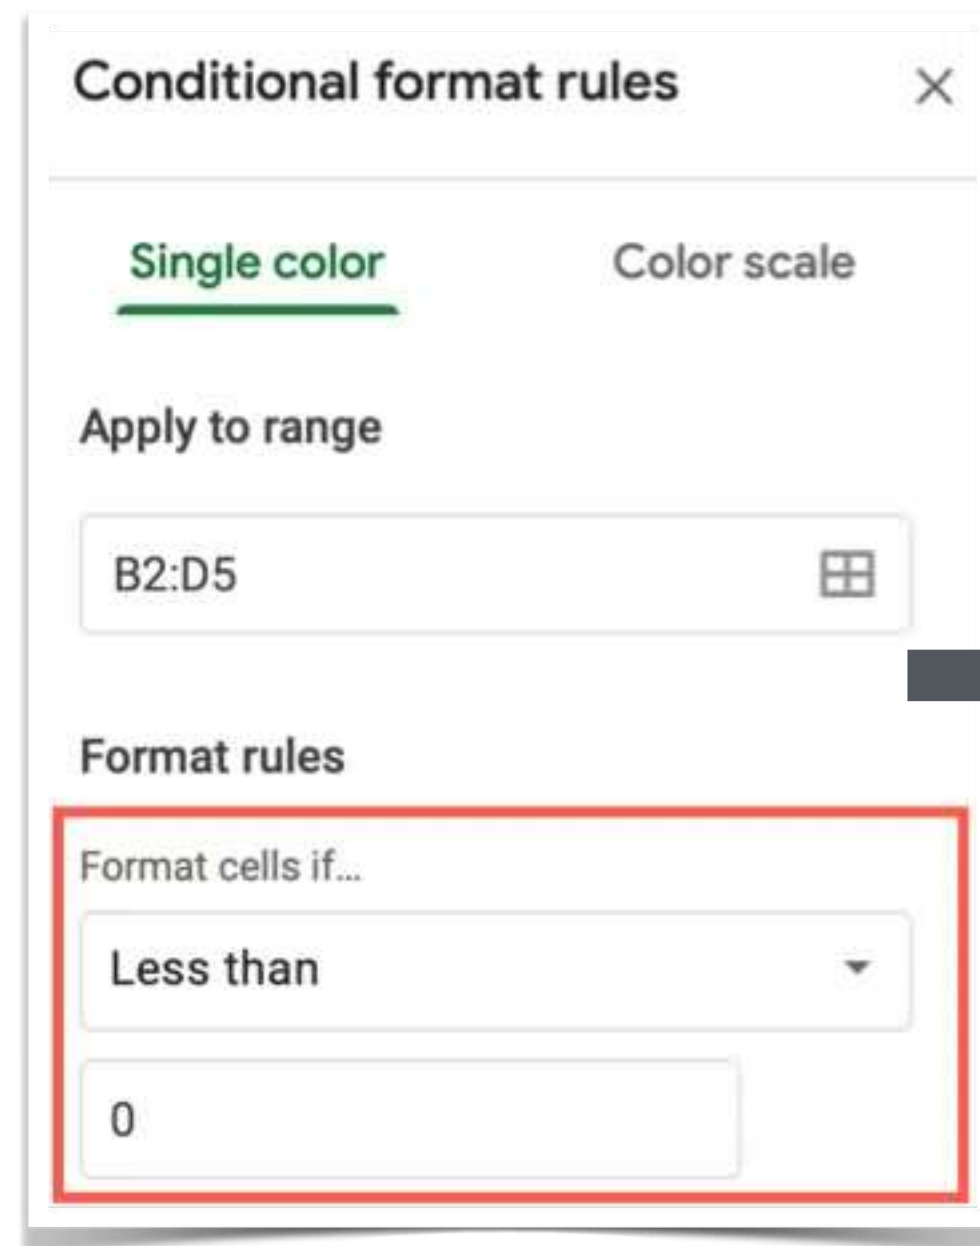 Conditional format rules
Single color
Color scale
Apply to range
B2:D5
Format rules
Format cells if...
Less than
0